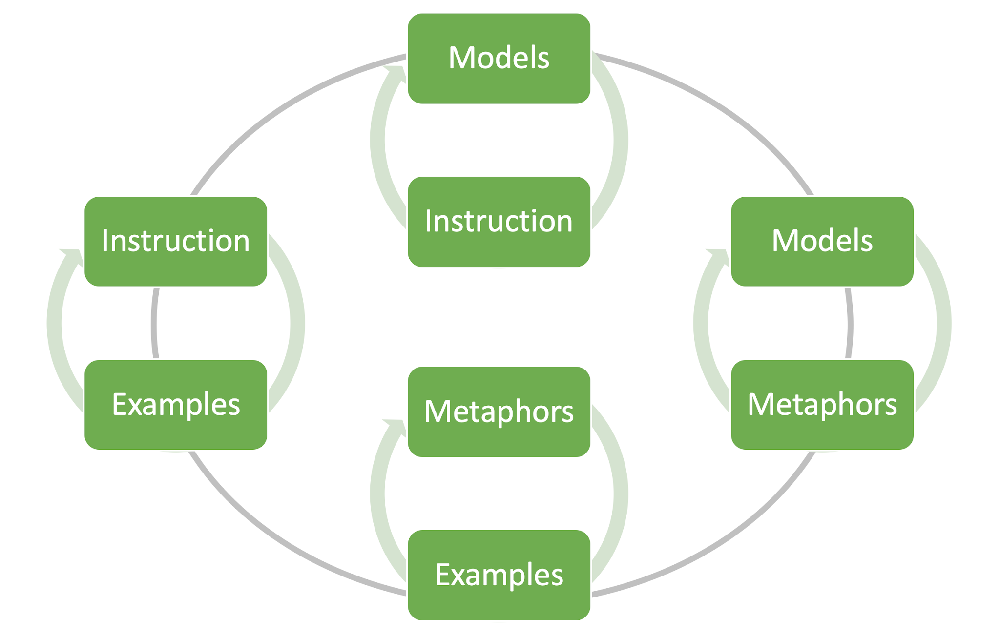 Models
Instruction
Instruction
Examples
Models
Metaphors
Metaphors
Examples